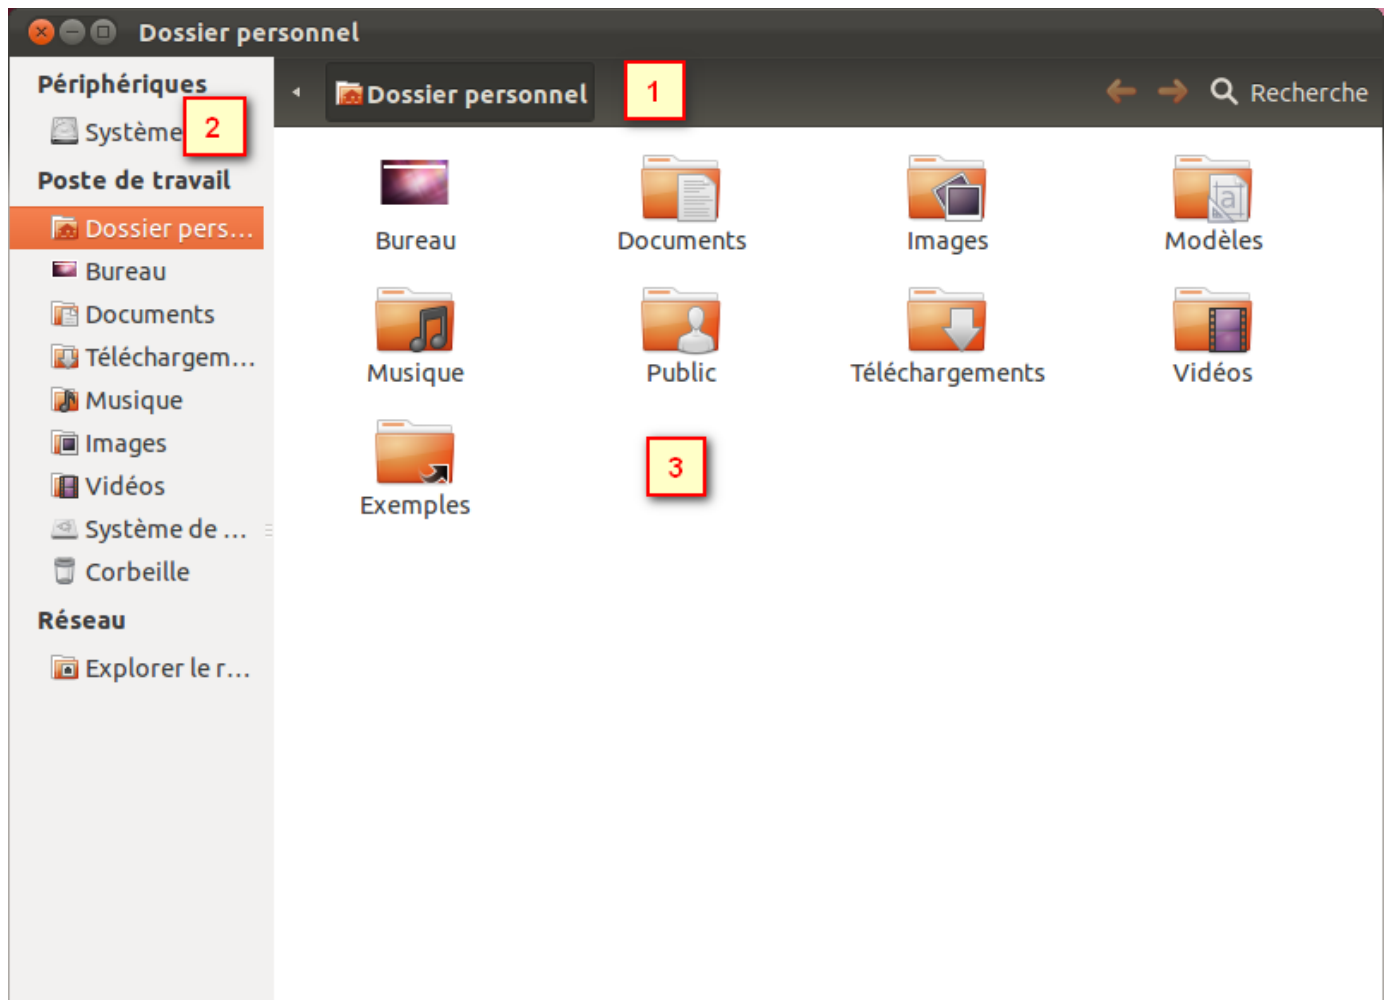 Dossier personnel
Périphériques
Système
2
Poste de travail
Dossier pers...
Bureau
Documents
Téléchargem...
Musique
Images
Vidéos
Système de ...
Corbeille
Réseau
Explorer le r...
Dossier personnel
1
Recherche
Bureau Documents Images Modèles
Musique Public Téléchargements Vidéos
Exemples
3